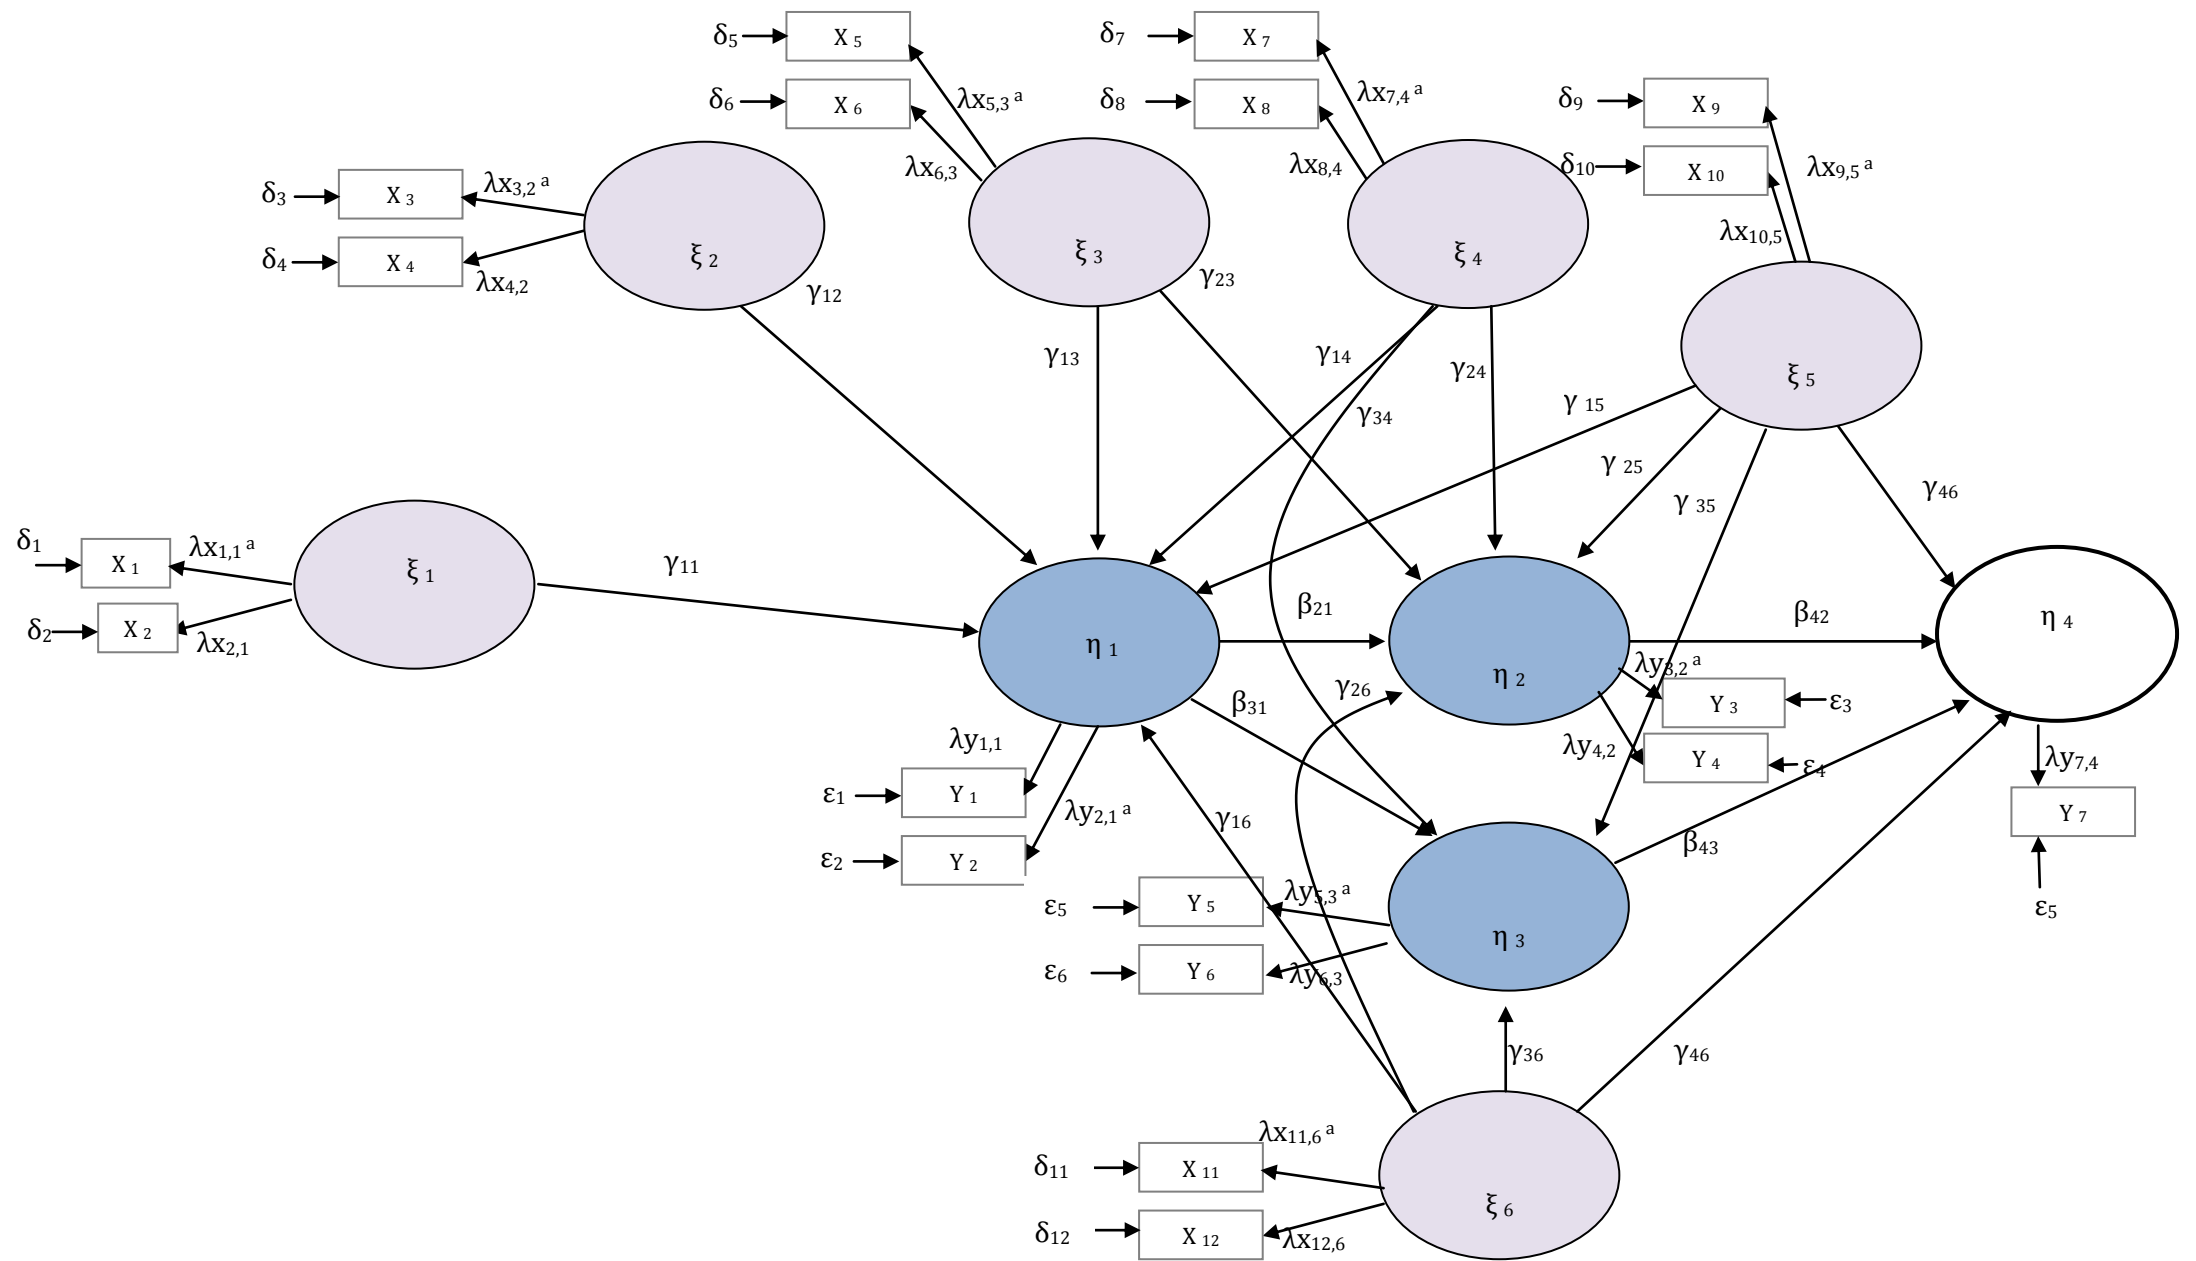 δ5
X 5
δ7
X 7
λx5,3 a
λx7,4 a
δ6
X 6
δ8
X 8
δ9
X 9
λx6,3
λx8,4
δ10
X 10
λx9,5 a
δ3
X 3
λx3,2 a
λx10,5
δ4
X 4
λx4,2
ξ 2
ξ 3
ξ 4
γ12
γ23
γ13
γ14
γ24
ξ 5
γ34
γ 15
γ 25
γ 35
γ46
δ1
X 1
λx1,1 a
ξ 1
γ11
δ2
X 2
λx2,1
η 1
β21
η 2
β42
η 4
γ26
β31
λy3,2 a
Y 3
ε3
λy1,1
λy4,2
Y 4
ε4
λy7,4
ε1
Y 1
λy2,1 a
γ16
Y 7
ε2
Y 2
β43
ε5
Y 5
λy5,3 a
ε5
η 3
ε6
Y 6
λy6,3
γ36
γ46
λx11,6 a
δ11
X 11
ξ 6
δ12
X 12
λx12,6